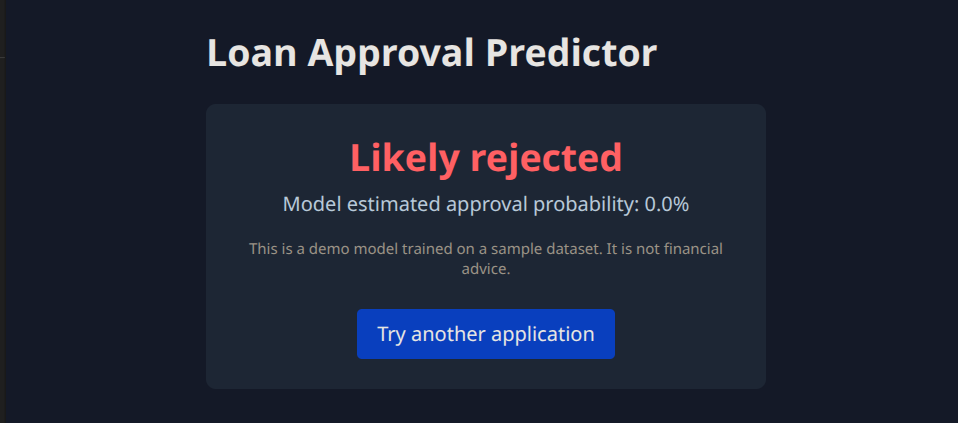 Loan Approval Predictor
Likely rejected
Model estimated approval probability: 0.0%
This is a demo model trained on a sample dataset. It is not financial
advice.
Try another application